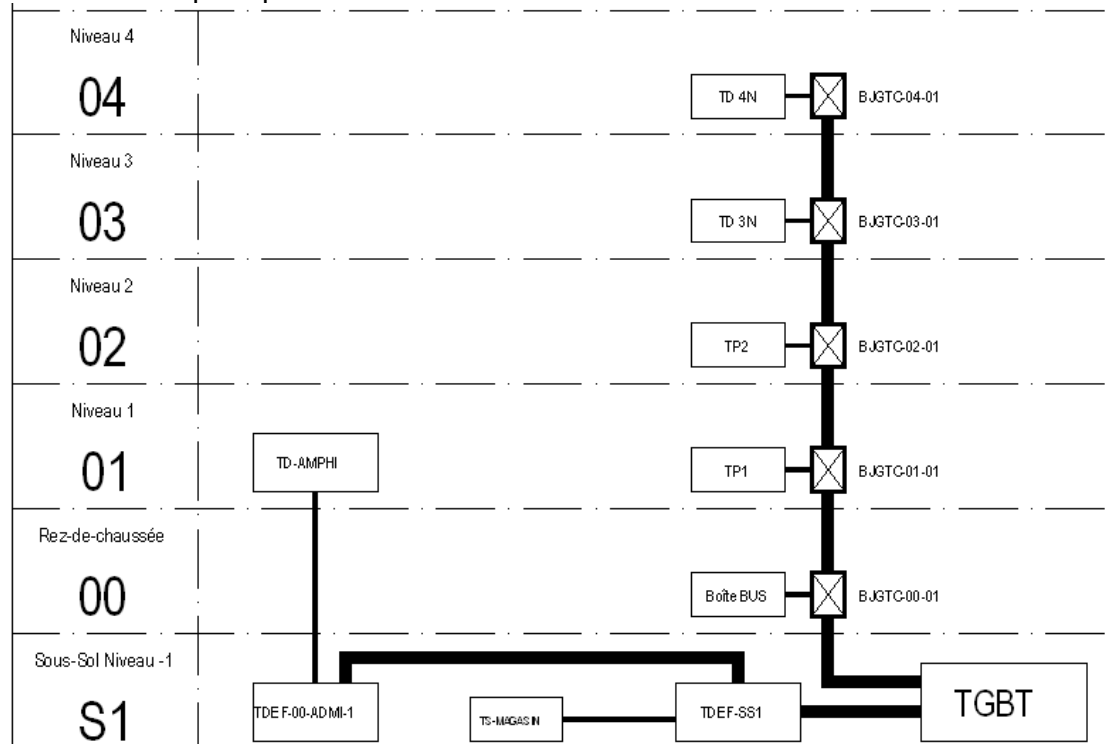 Niveau 4
04
TD 4N
BJGTC-04-01
Niveau 3
03
TD 3N
BJGTC-03-01
Niveau 2
02
TP2
BJGTC-02-01
Niveau 1
01
TD-AMPHI
TP1
BJGTC-01-01
Rez-de-chaussée
00
Boîte BUS
BJGTC-00-01
Sous-Sol Niveau -1
S1
TDEF-00-ADMI-1
TS-MAGASIN
TDEF-SS1
TGBT